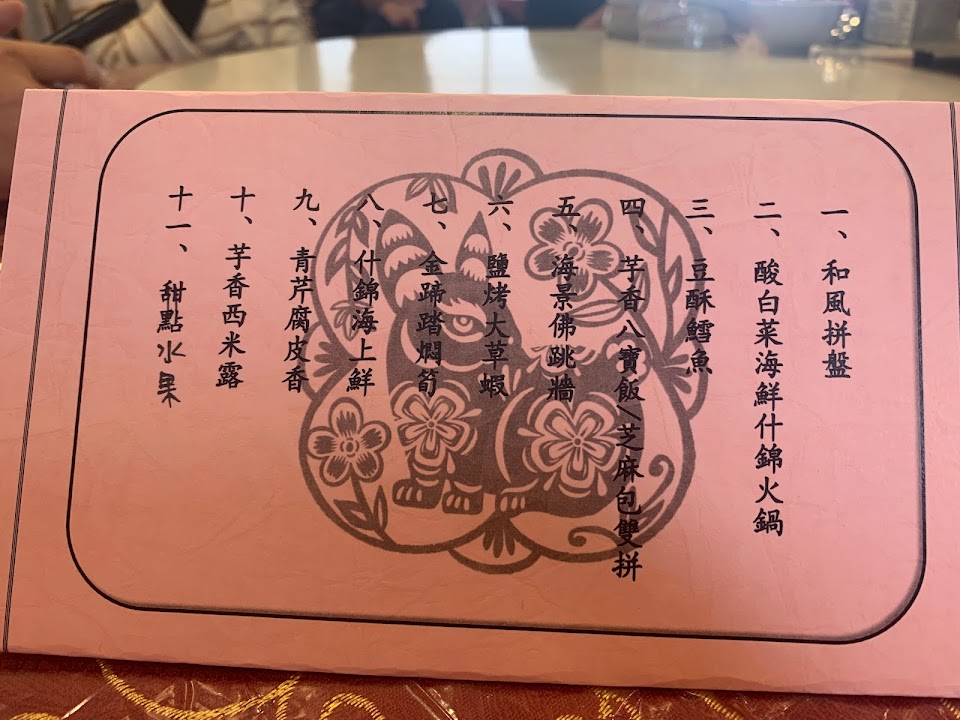 一、和風拼盤
二、酸白菜海鮮什錦火鍋
三、豆酥鱈魚
四、芋香八寶飯/芝麻包雙拼
五、海景佛跳牆
六、鹽烤大草蝦
七、金蹄踏燜筍
八、什錦海上鮮
九、青芹腐皮香
十、芋香西米露
十一、甜點水果